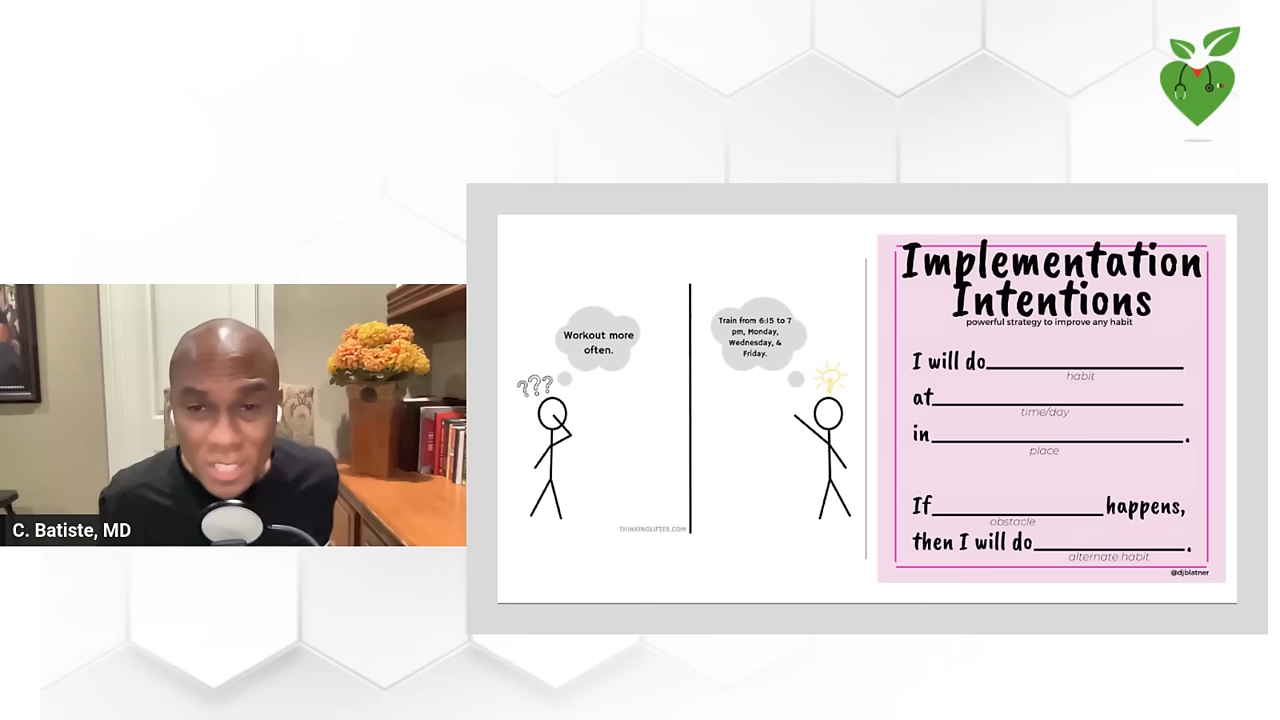 C. Batiste, MD
Workout more
often.
???
THINKINGLIFTER.COM
Train from 6:15 to 7
pm, Monday,
Wednesday, &
Friday.
Implementation
Intentions
powerful strategy to improve any habit
I will do
habit
at
time/day
in .
place
If happens,
obstacle
then I will do .
alternate habit
@djblatner